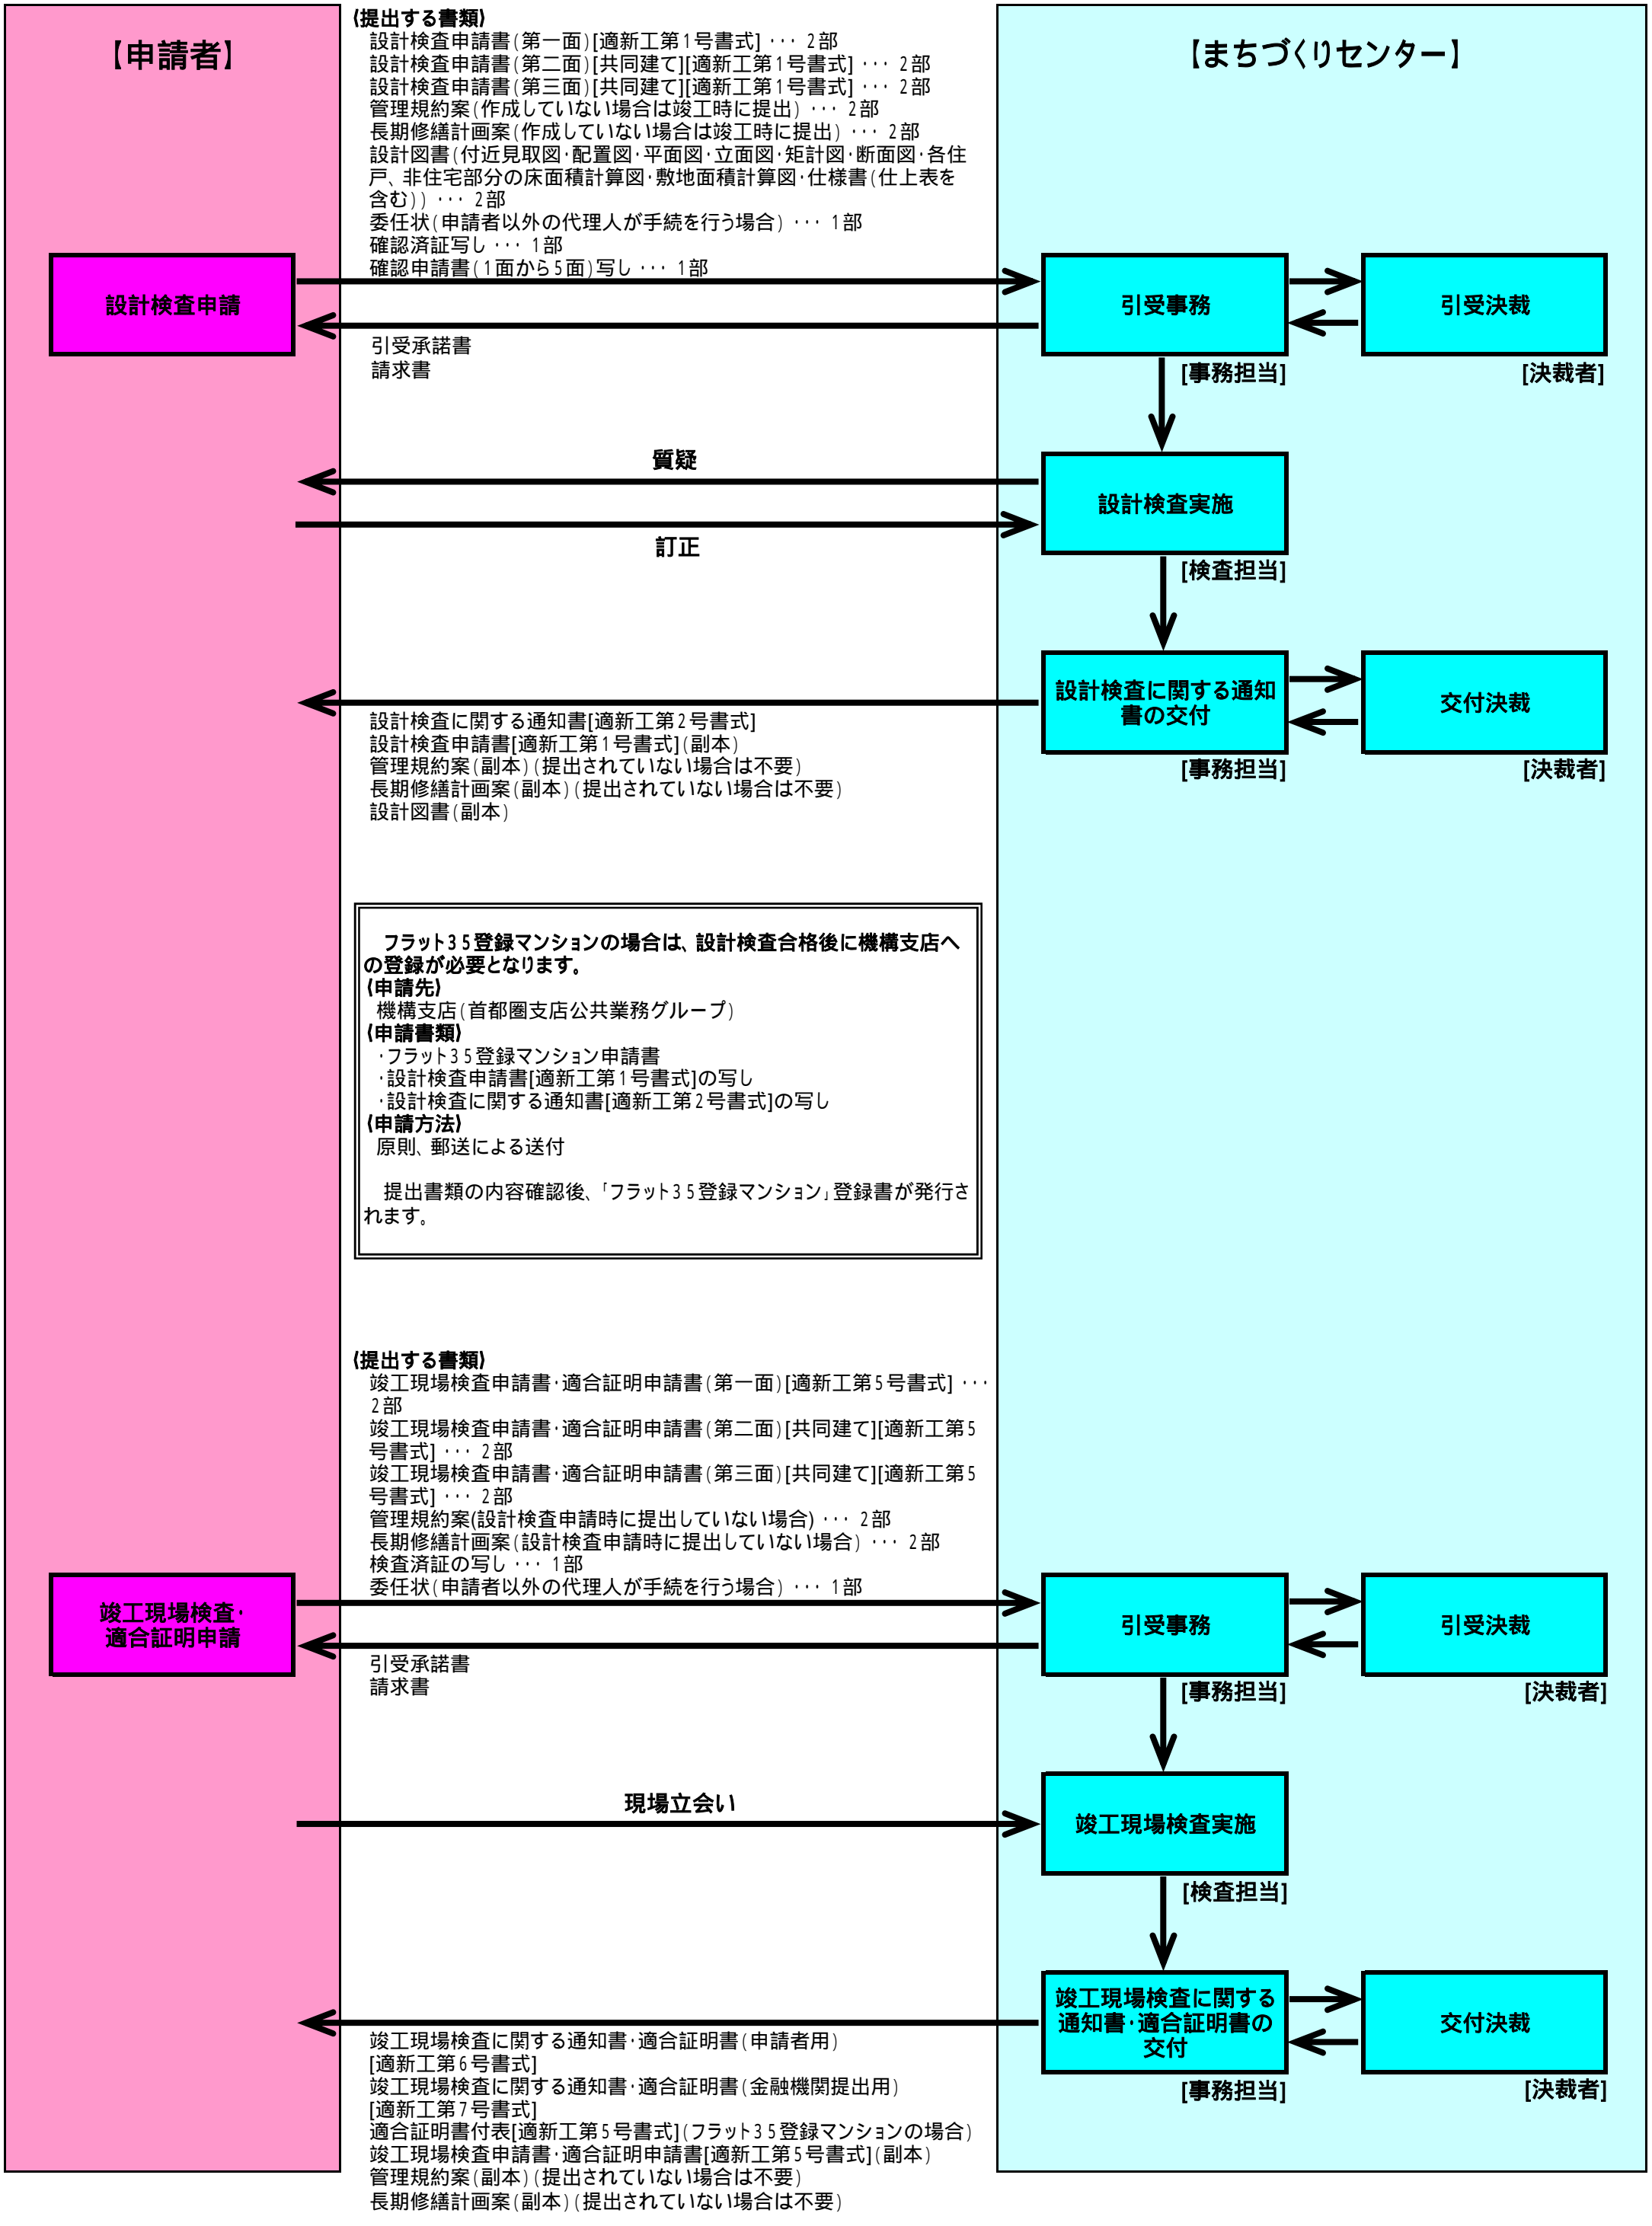 【申請者】
【まちづくりセンター】
(提出する書類)
設計検査申請書(第一面)[適新工第1号書式] ･･･ 2部
設計検査申請書(第二面)[共同建て][適新工第1号書式] ･･･ 2部
設計検査申請書(第三面)[共同建て][適新工第1号書式] ･･･ 2部
管理規約案(作成していない場合は竣工時に提出) ･･･ 2部
長期修繕計画案(作成していない場合は竣工時に提出) ･･･ 2部
設計図書(付近見取図･配置図･平面図･立面図･矩計図･断面図･各住
戸、非住宅部分の床面積計算図･敷地面積計算図･仕様書(仕上表を
含む)) ･･･ 2部
委任状(申請者以外の代理人が手続を行う場合) ･･･ 1部
確認済証写し ･･･ 1部
確認申請書(1面から5面)写し ･･･ 1部
設計検査申請
引受事務
引受決裁
引受承諾書
請求書
[事務担当]
[決裁者]
質疑
設計検査実施
訂正
[検査担当]
設計検査に関する通知
書の交付
交付決裁
設計検査に関する通知書[適新工第2号書式]
設計検査申請書[適新工第1号書式](副本)
管理規約案(副本)(提出されていない場合は不要)
長期修繕計画案(副本)(提出されていない場合は不要)
設計図書(副本)
[事務担当]
[決裁者]
フラット35登録マンションの場合は、設計検査合格後に機構支店へ
の登録が必要となります。
(申請先)
機構支店(首都圏支店公共業務グループ)
(申請書類)
･フラット35登録マンション申請書
･設計検査申請書[適新工第1号書式]の写し
･設計検査に関する通知書[適新工第2号書式]の写し
(申請方法)
原則、郵送による送付
提出書類の内容確認後、「フラット35登録マンション」登録書が発行さ
れます。
(提出する書類)
竣工現場検査申請書･適合証明申請書(第一面)[適新工第5号書式] ･･･
2部
竣工現場検査申請書･適合証明申請書(第二面)[共同建て][適新工第5
号書式] ･･･ 2部
竣工現場検査申請書･適合証明申請書(第三面)[共同建て][適新工第5
号書式] ･･･ 2部
管理規約案(設計検査申請時に提出していない場合) ･･･ 2部
長期修繕計画案(設計検査申請時に提出していない場合) ･･･ 2部
検査済証の写し ･･･ 1部
委任状(申請者以外の代理人が手続を行う場合) ･･･ 1部
竣工現場検査･
適合証明申請
引受事務
引受決裁
引受承諾書
請求書
[事務担当]
[決裁者]
現場立会い
竣工現場検査実施
[検査担当]
竣工現場検査に関する
通知書･適合証明書の
交付
交付決裁
竣工現場検査に関する通知書･適合証明書(申請者用)
[適新工第6号書式]
竣工現場検査に関する通知書･適合証明書(金融機関提出用)
[適新工第7号書式]
適合証明書付表[適新工第5号書式](フラット35登録マンションの場合)
竣工現場検査申請書･適合証明申請書[適新工第5号書式](副本)
管理規約案(副本)(提出されていない場合は不要)
長期修繕計画案(副本)(提出されていない場合は不要)
[事務担当]
[決裁者]